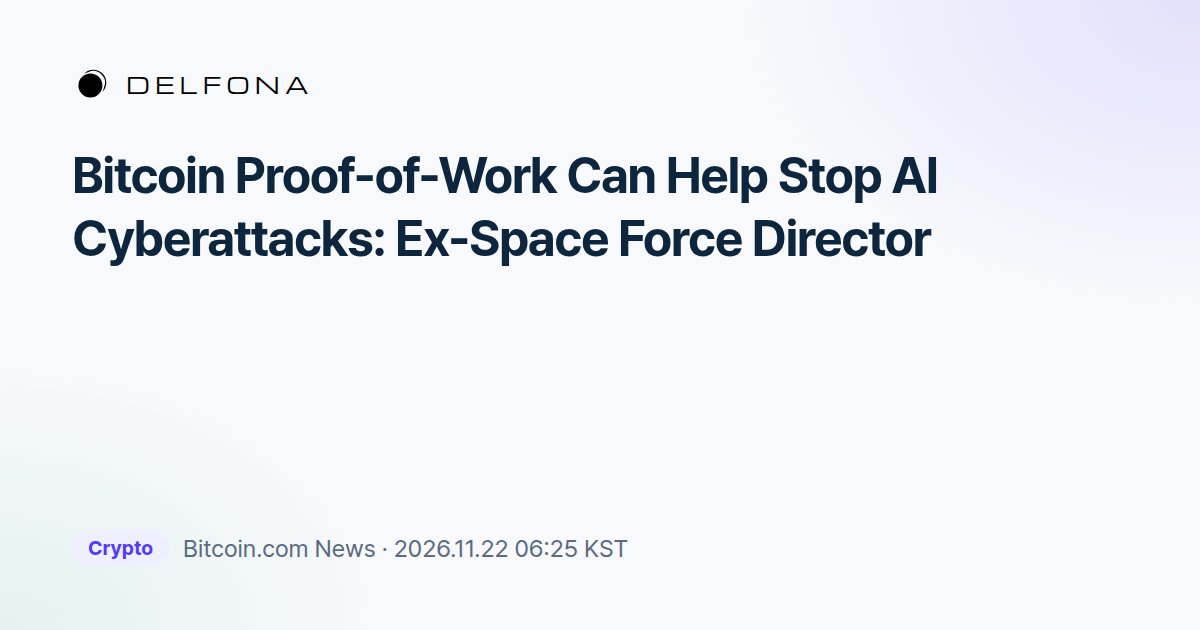 DELFONA
Bitcoin Proof-of-Work Can Help Stop AI
Cyberattacks: Ex-Space Force Director
Crypto Bitcoin.com News · 2026.11.22 06:25 KST